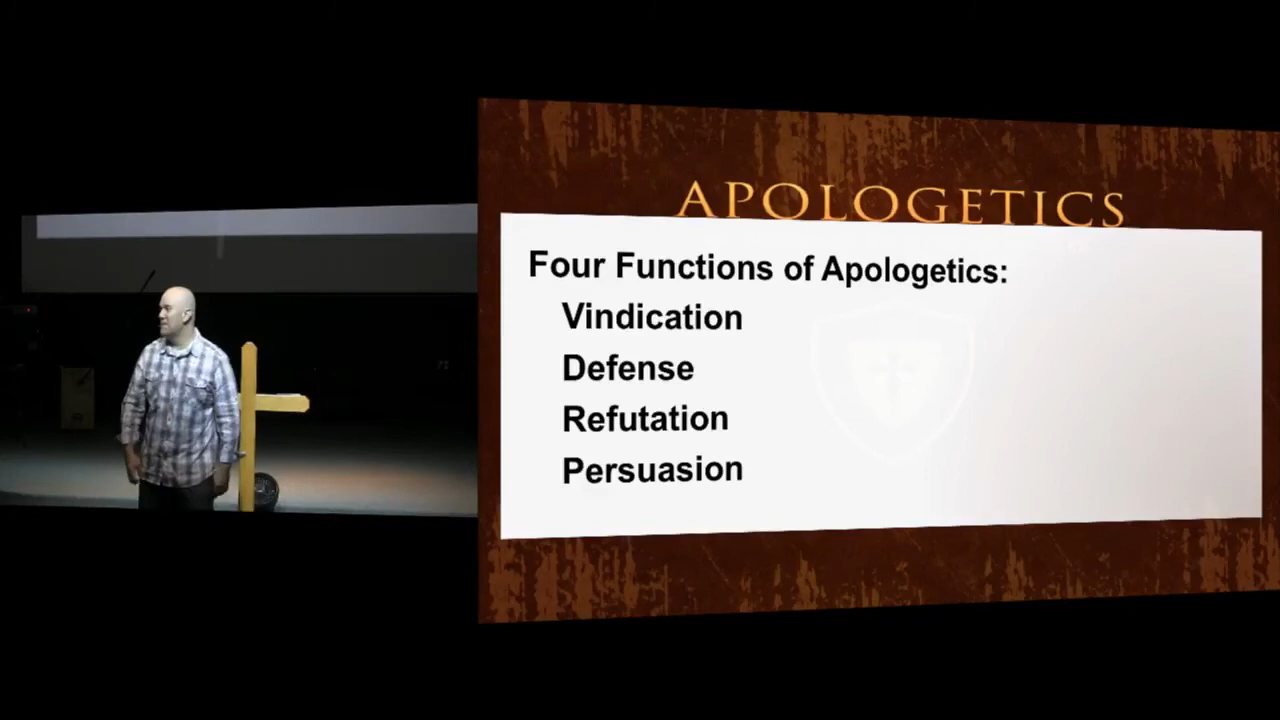 APOLOGETICS
Four Functions of Apologetics:
Vindication
Defense
Refutation
Persuasion